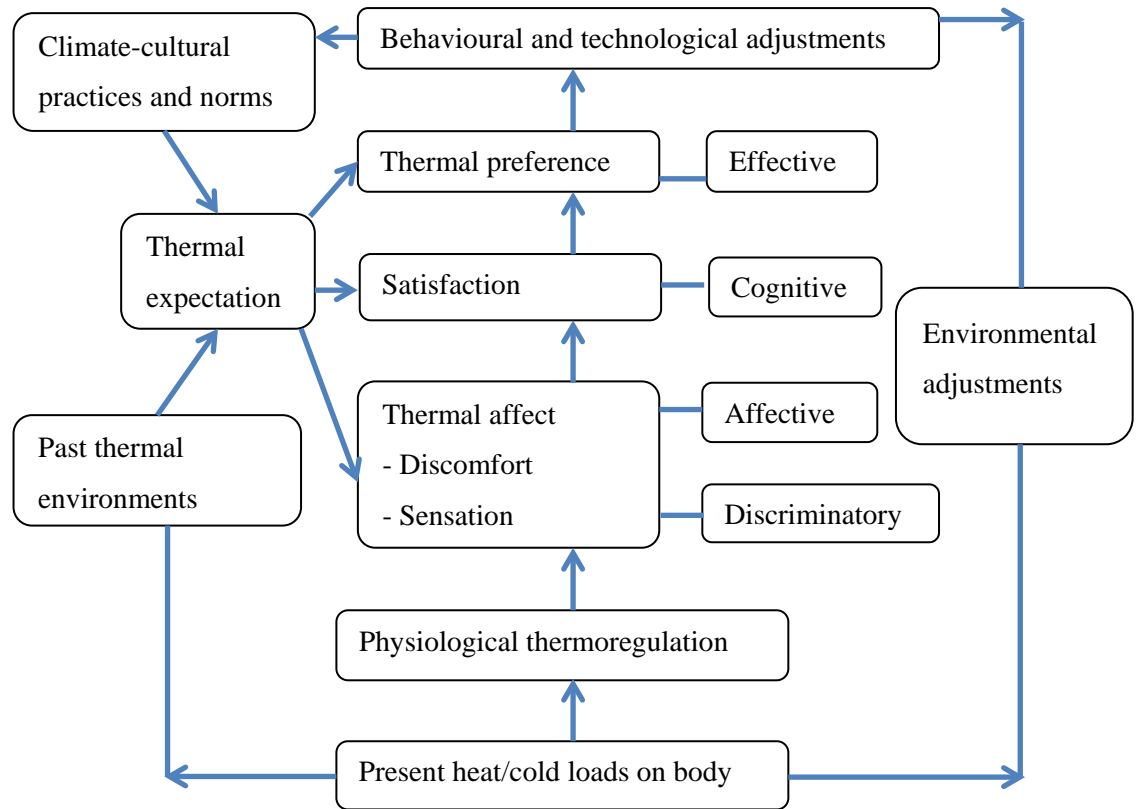 Climate-cultural
practices and norms
Behavioural and technological adjustments
Thermal preference
Effective
Thermal
expectation
Satisfaction
Cognitive
Environmental
adjustments
Thermal affect
- Discomfort
- Sensation
Affective
Discriminatory
Past thermal
environments
Physiological thermoregulation
Present heat/cold loads on body